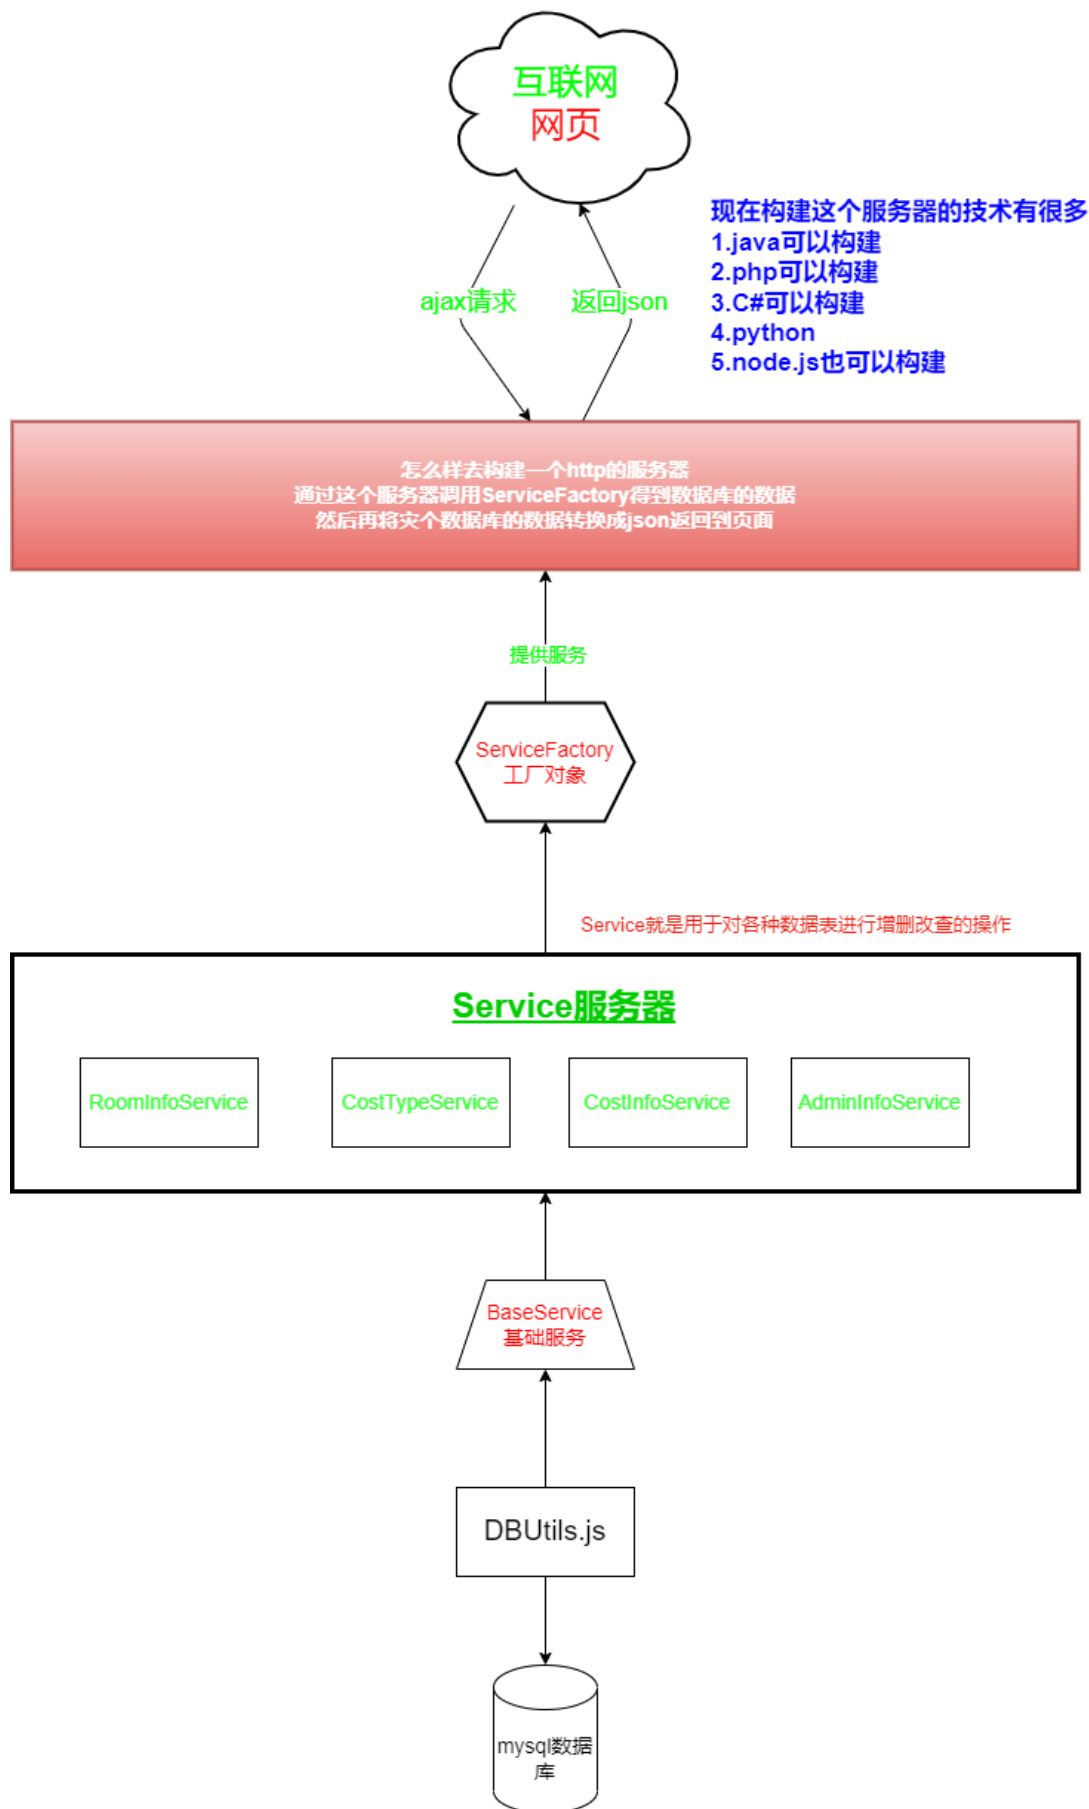 互联网
网页
现在构建这个服务器的技术有很多
1.java可以构建
2.php可以构建
3.C#可以构建
4.python
5.node.js也可以构建
ajax请求
返回json
怎么样去构建一个http的服务器
通过这个服务器调用ServiceFactory得到数据库的数据
然后再将灾个数据库的数据转换成json返回到页面
提供服务
ServiceFactory
工厂对象
Service就是用于对各种数据表进行增删改查的操作
Service服务器
RoomInfoService
CostTypeService
CostInfoService
AdminInfoService
BaseService
基础服务
DBUtils.js
mysql数据
库